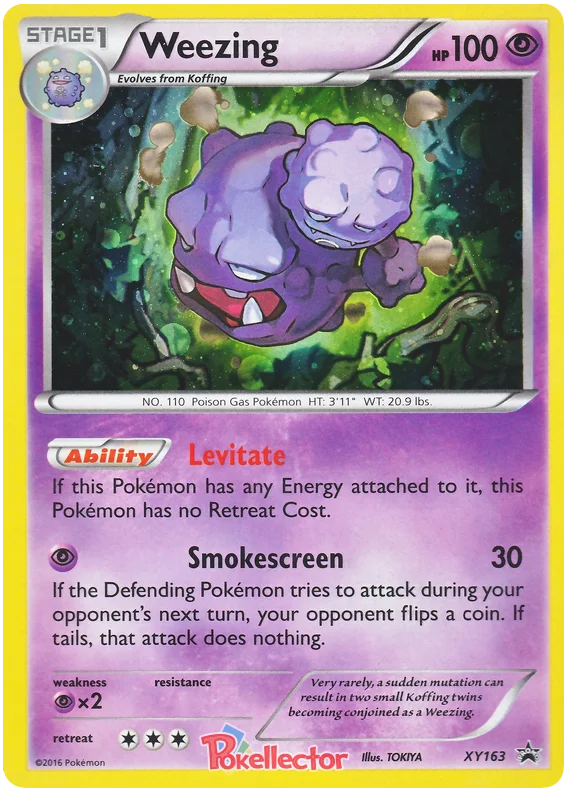 STAGE1
Weezing
HP100
Evolves from Koffing
NO. 110 Poison Gas Pokémon HT: 3'11" WT: 20.9 lbs.
Ability Levitate
If this Pokémon has any Energy attached to it, this
Pokémon has no Retreat Cost.
Smokescreen 30
If the Defending Pokémon tries to attack during your
opponent's next turn, your opponent flips a coin. If
tails, that attack does nothing.
weakness resistance
×2
Very rarely, a sudden mutation can
result in two small Koffing twins
becoming conjoined as a Weezing.
retreat
©2016 Pokémon
Pokellector
Illus. TOKIYA
XY163